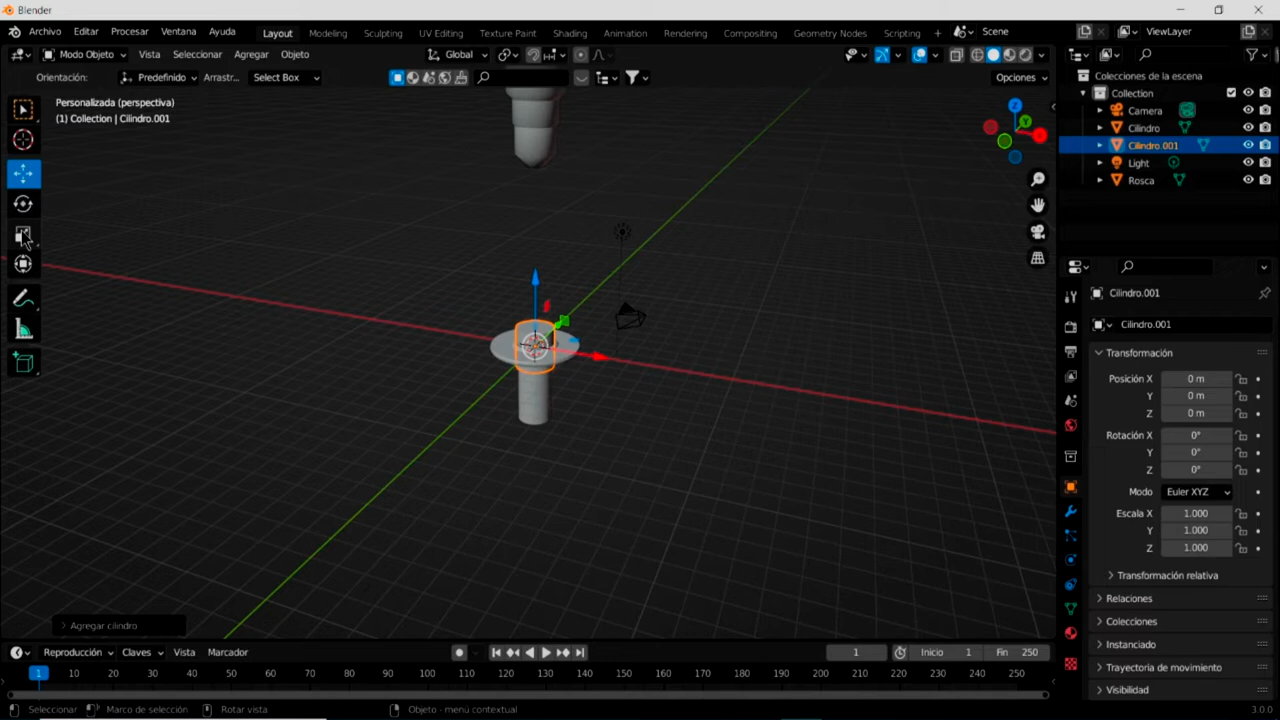 Blender
Archivo Editar Procesar Ventana Ayuda Layout Modeling Sculpting UV Editing Texture Paint Shading Animation Rendering Compositing Geometry Nodes Scripting + Scene ViewLayer
Modo Objeto Vista Seleccionar Agregar Objeto Global
Orientación: Predefinido Arrastr... Select Box Opciones
Personalizada (perspectiva)
(1) Collection | Cilindro.001
Z
Y
X
Colecciones de la escena
Collection
Camera
Cilindro
Cilindro.001
Light
Rosca
Cilindro.001
Cilindro.001
Transformación
Posición X 0 m
Y 0 m
Z 0 m
Rotación X 0°
Y 0°
Z 0°
Modo Euler XYZ
Escala X 1.000
Y 1.000
Z 1.000
Transformación relativa
Relaciones
Colecciones
Instanciado
Trayectoria de movimiento
Visibilidad
Agregar cilindro
Reproducción Claves Vista Marcador 1 Inicio 1 Fin 250
1 10 20 30 40 50 60 70 80 90 100 110 120 130 140 150 160 170 180 190 200 210 220 230 240 250
Seleccionar Marco de selección Rotar vista Objeto - menú contextual 3.0.0